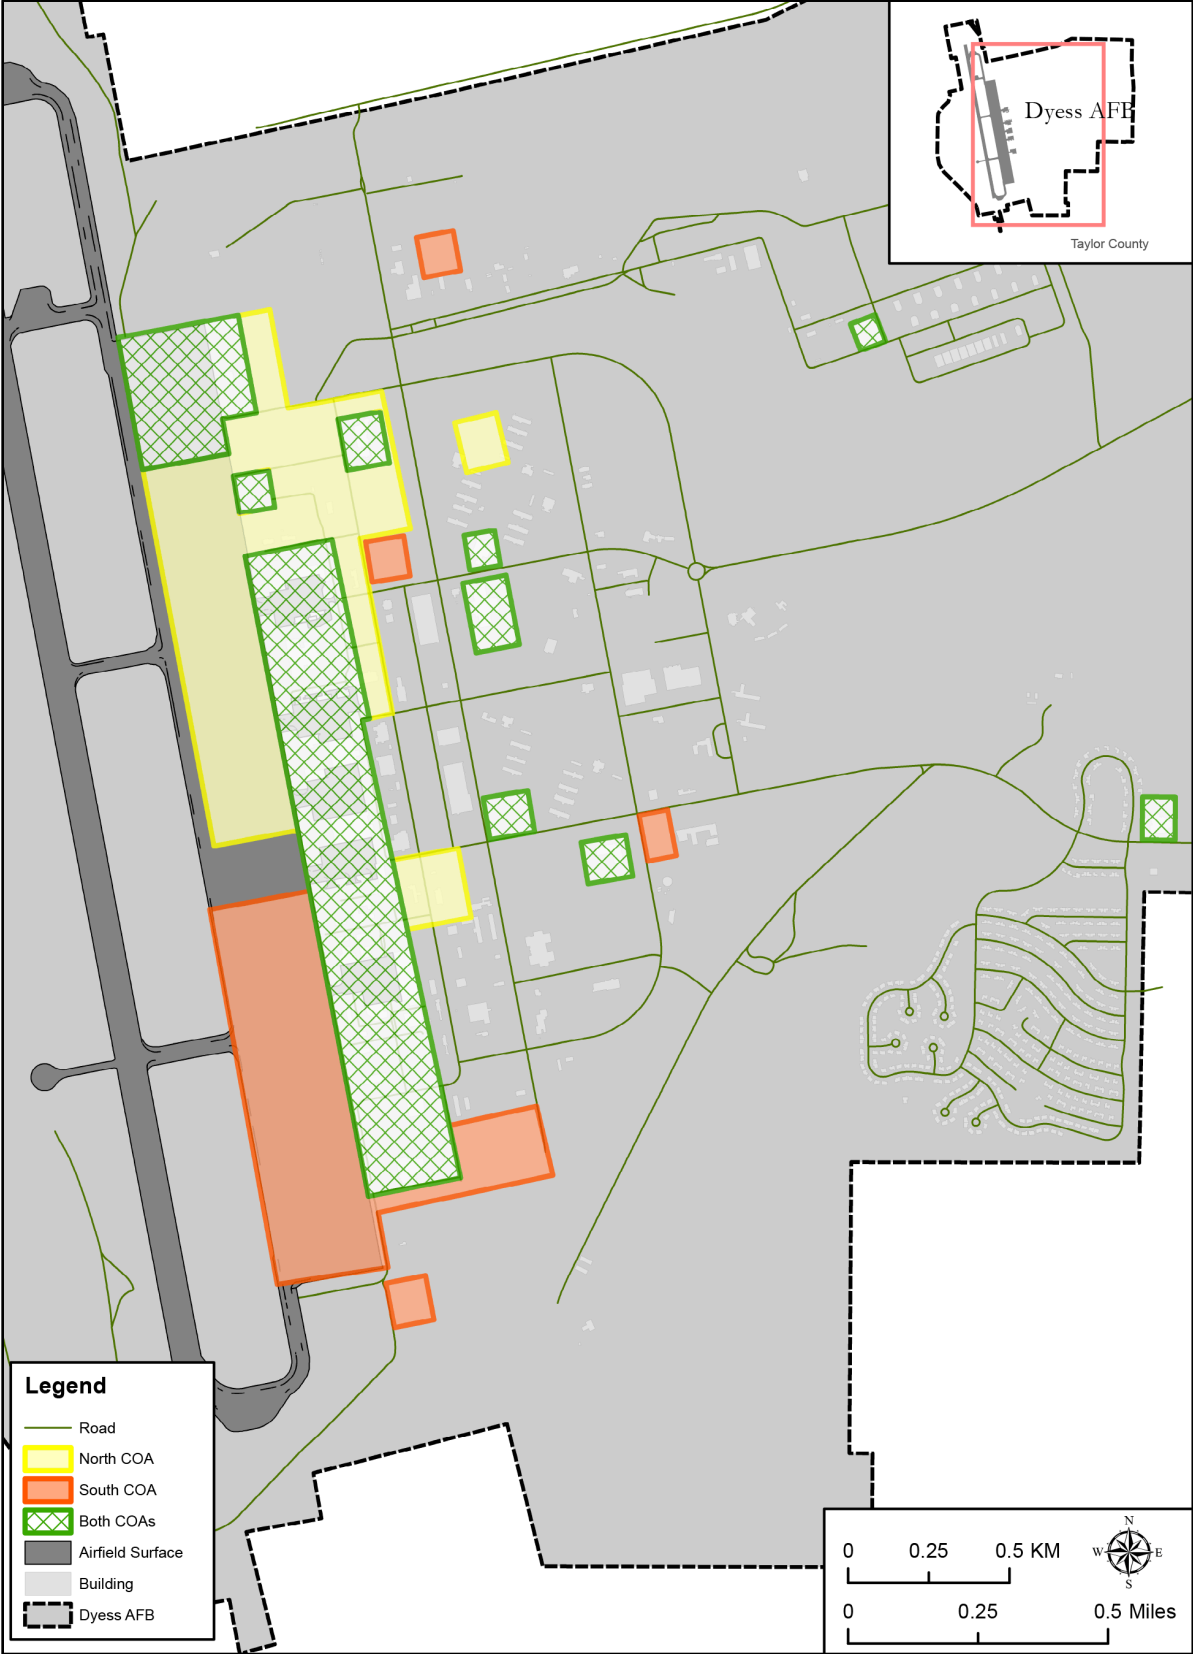 Dyess AFB
Taylor County
Legend
Road
North COA
South COA
Both COAs
Airfield Surface
Building
Dyess AFB
N
W E
S
0 0.25 0.5 KM
0 0.25 0.5 Miles